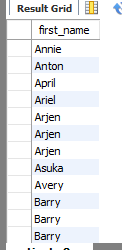 Result Grid
first_name
Annie
Anton
April
Ariel
Arjen
Arjen
Arjen
Asuka
Avery
Barry
Barry
Barry